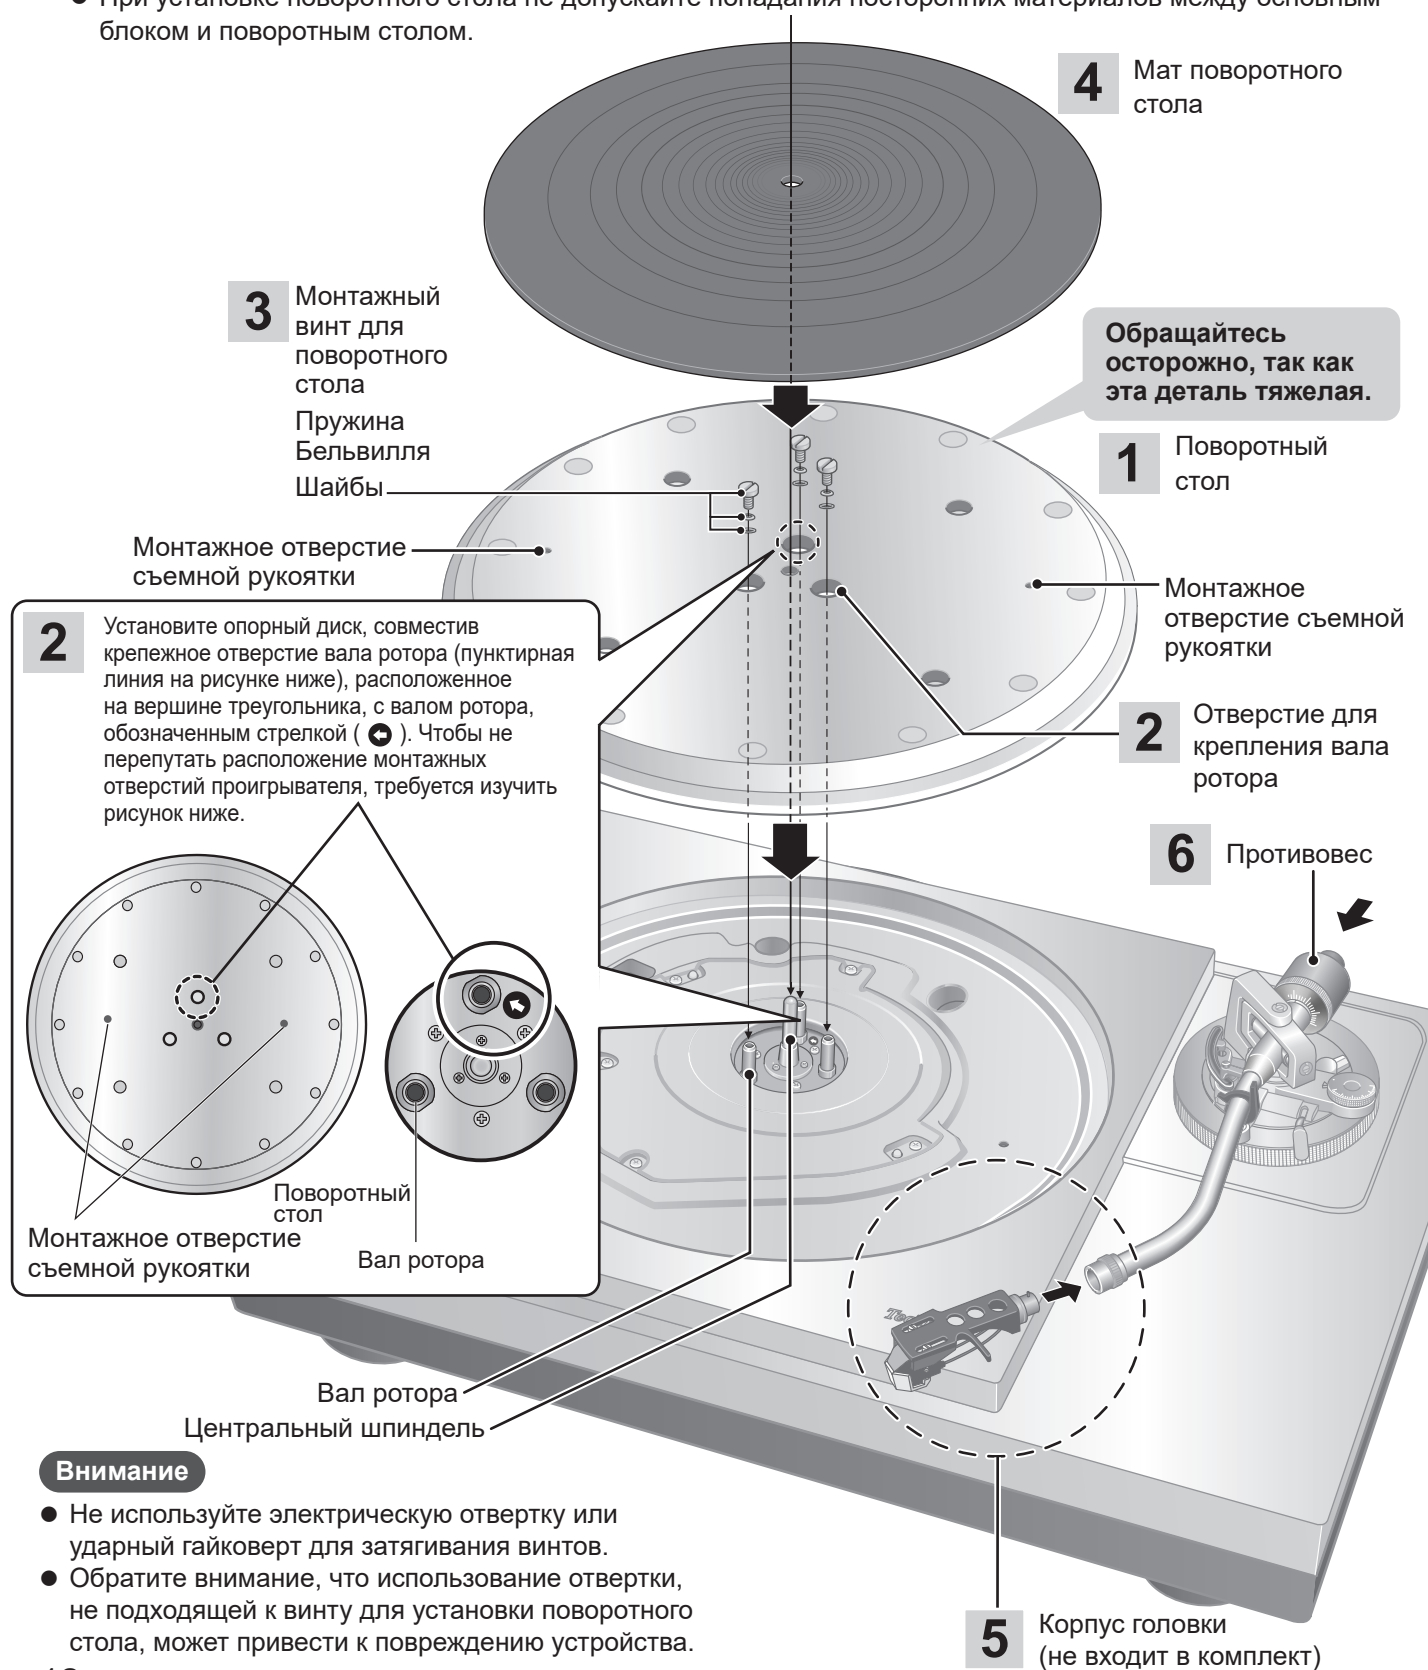 ● При установке поворотного стола не допускайте попадания посторонних материалов между основным
блоком и поворотным столом.
4
Мат поворотного
стола
3
Монтажный
винт для
поворотного
стола
Пружина
Бельвилля
Шайбы
Обращайтесь
осторожно, так как
эта деталь тяжелая.
1
Поворотный
стол
Монтажное отверстие
съемной рукоятки
Монтажное
отверстие съемной
рукоятки
2
Установите опорный диск, совместив
крепежное отверстие вала ротора (пунктирная
линия на рисунке ниже), расположенное
на вершине треугольника, с валом ротора,
обозначенным стрелкой ( ). Чтобы не
перепутать расположение монтажных
отверстий проигрывателя, требуется изучить
рисунок ниже.
2
Отверстие для
крепления вала
ротора
6
Противовес
Поворотный
стол
Монтажное отверстие
съемной рукоятки
Вал ротора
Вал ротора
Центральный шпиндель
Внимание
● Не используйте электрическую отвертку или
ударный гайковерт для затягивания винтов.
● Обратите внимание, что использование отвертки,
не подходящей к винту для установки поворотного
стола, может привести к повреждению устройства.
5
Корпус головки
(не входит в комплект)